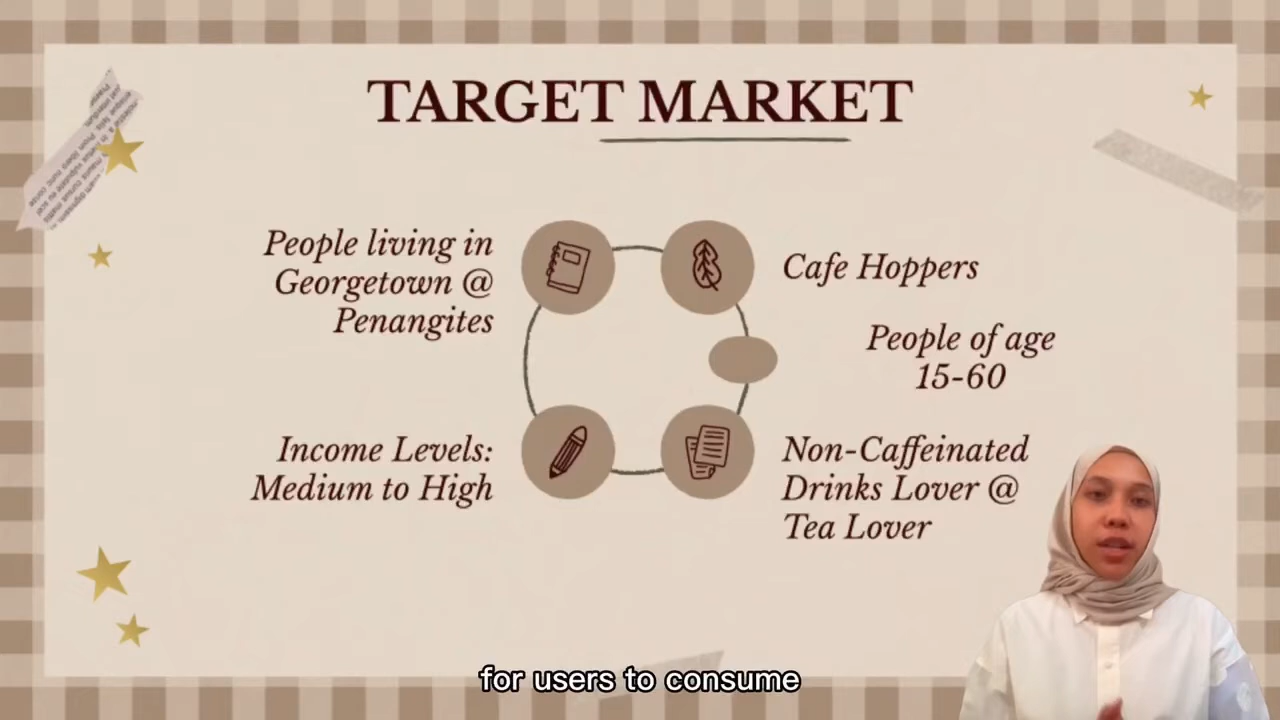 TARGET MARKET
People living in
Georgetown @
Penangites
Cafe Hoppers
People of age
15-60
Income Levels:
Medium to High
Non-Caffeinated
Drinks Lover @
Tea Lover
for users to consume